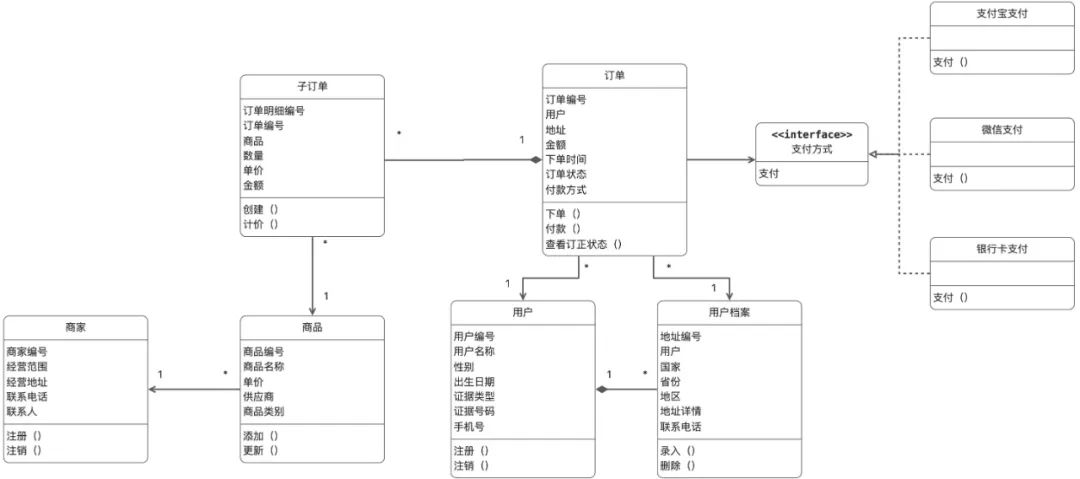 支付宝支付
支付（）
子订单
订单明细编号
订单编号
商品
数量
单价
金额
创建（）
计价（）
*
1
订单
订单编号
用户
地址
金额
下单时间
订单状态
付款方式
下单（）
付款（）
查看订正状态（）
<<interface>>
支付方式
支付
微信支付
支付（）
银行卡支付
支付（）
*
1
*
1
*
1
商家
商家编号
经营范围
经营地址
联系电话
联系人
注册（）
注销（）
1
*
商品
商品编号
商品名称
单价
供应商
商品类别
添加（）
更新（）
用户
用户编号
用户名称
性别
出生日期
证据类型
证据号码
手机号
注册（）
注销（）
1
*
用户档案
地址编号
用户
国家
省份
地区
地址详情
联系电话
录入（）
删除（）